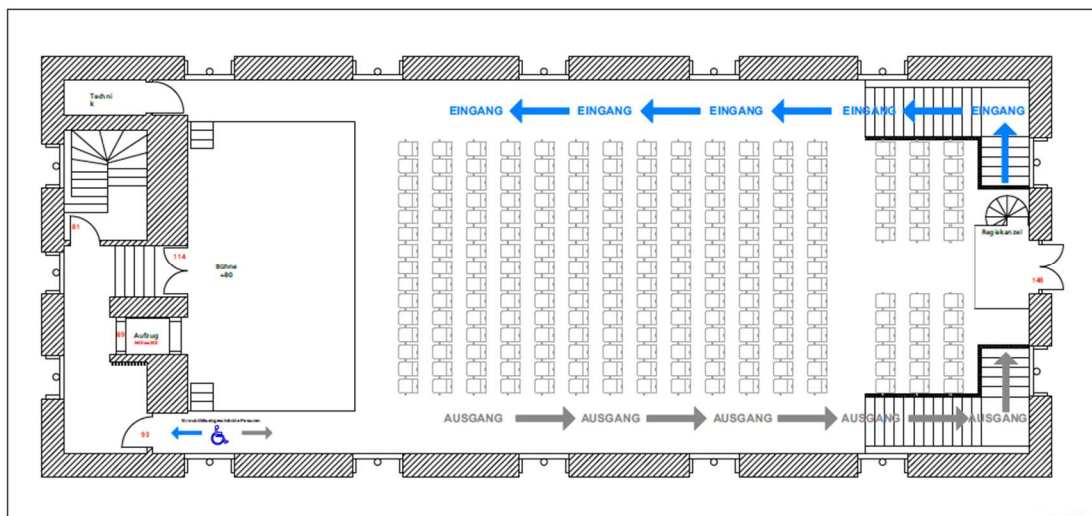 Techni
k
EINGANG EINGANG EINGANG EINGANG EINGANG
81
114
Bühne
+80
Regiekanzel
146
89
Aufzug
AUSGANG AUSGANG AUSGANG AUSGANG AUSGANG
93